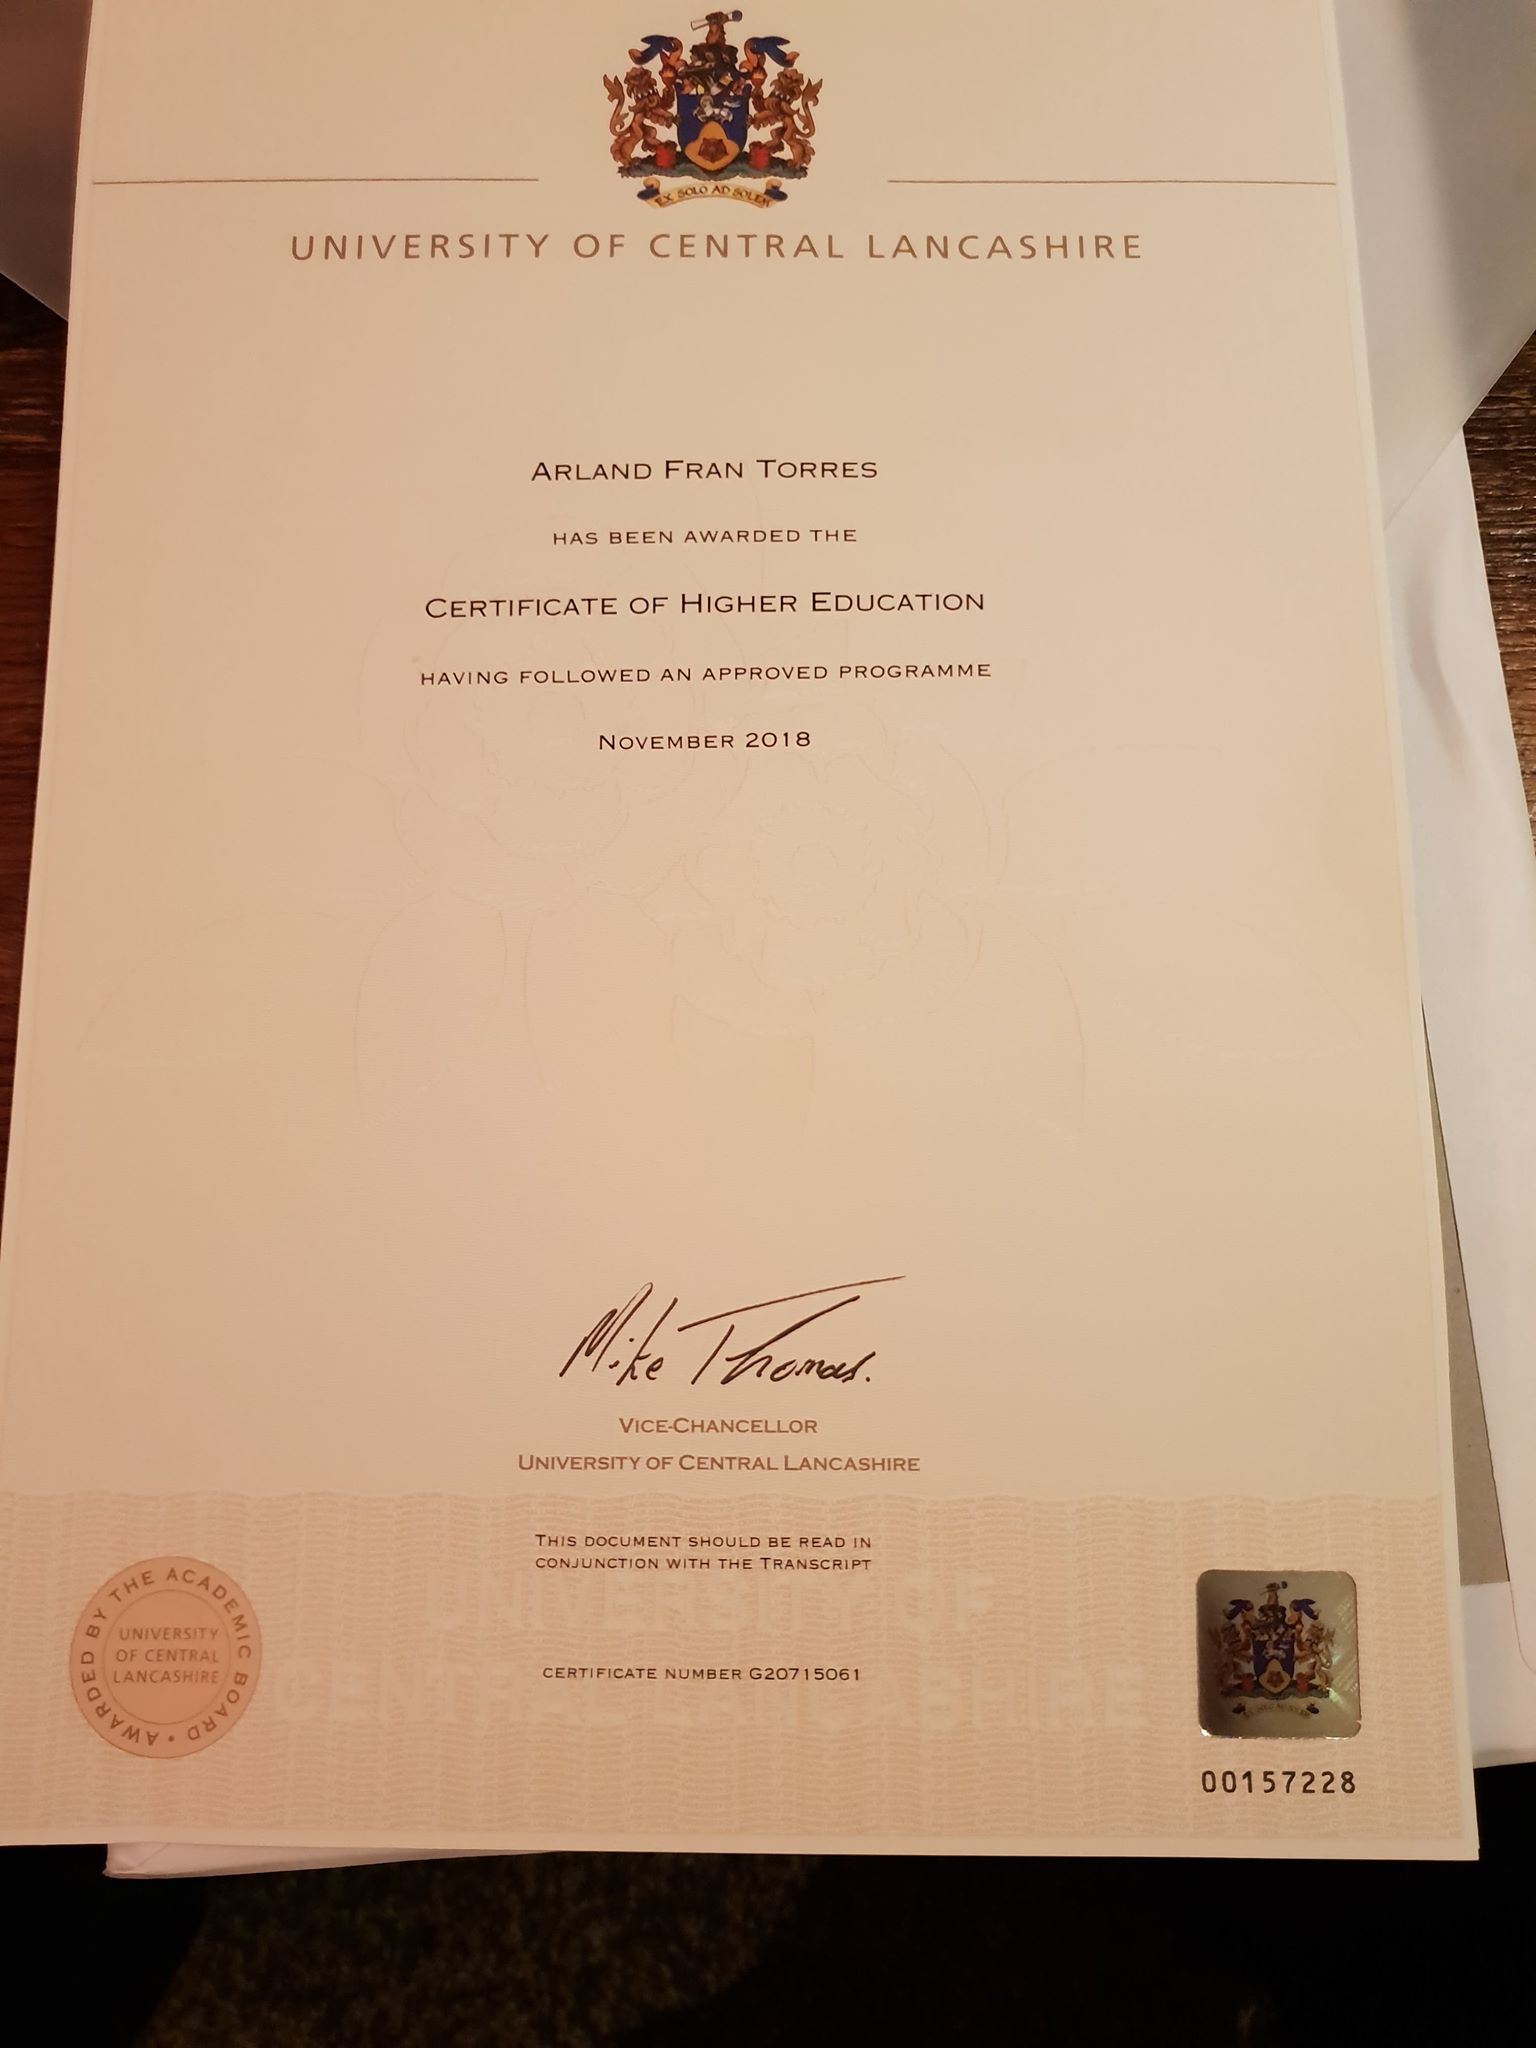 EX SOLO AD SOLEM
UNIVERSITY OF CENTRAL LANCASHIRE
ARLAND FRAN TORRES
HAS BEEN AWARDED THE
CERTIFICATE OF HIGHER EDUCATION
HAVING FOLLOWED AN APPROVED PROGRAMME
NOVEMBER 2018
Mike Thomas.
VICE-CHANCELLOR
UNIVERSITY OF CENTRAL LANCASHIRE
THIS DOCUMENT SHOULD BE READ IN
CONJUNCTION WITH THE TRANSCRIPT
UNIVERSITY OF
CENTRAL LANCASHIRE
AWARDED BY THE ACADEMIC BOARD •
UNIVERSITY
OF CENTRAL
LANCASHIRE
CERTIFICATE NUMBER G20715061
00157228